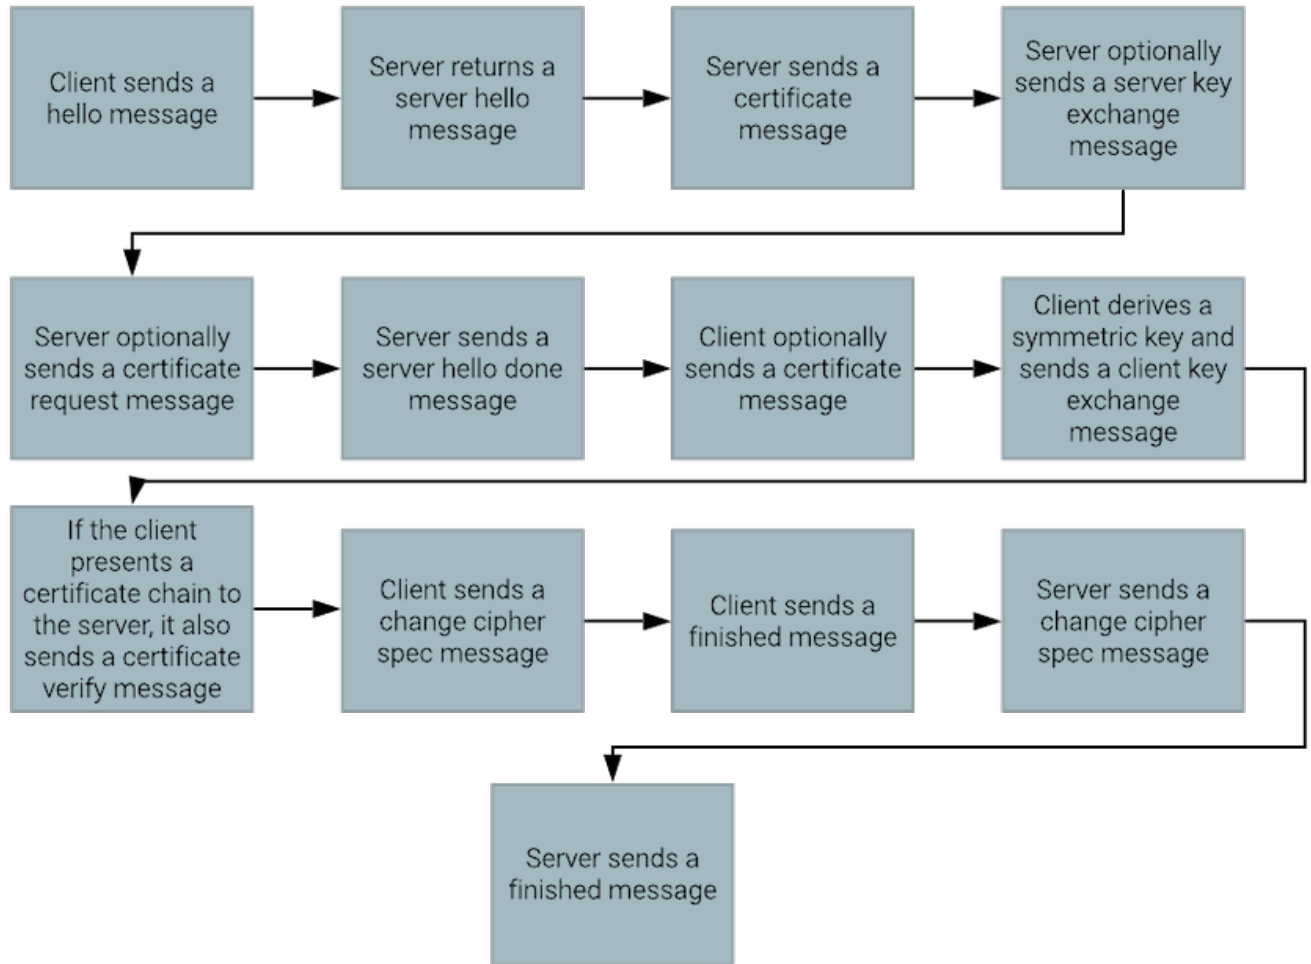 Client sends a
hello message
Server returns a
server hello
message
Server sends a
certificate
message
Server optionally
sends a server key
exchange
message
Server optionally
sends a certificate
request message
Server sends a
server hello done
message
Client optionally
sends a certificate
message
Client derives a
symmetric key and
sends a client key
exchange
message
If the client
presents a
certificate chain to
the server, it also
sends a certificate
verify message
Client sends a
change cipher
spec message
Client sends a
finished message
Server sends a
change cipher
spec message
Server sends a
finished message